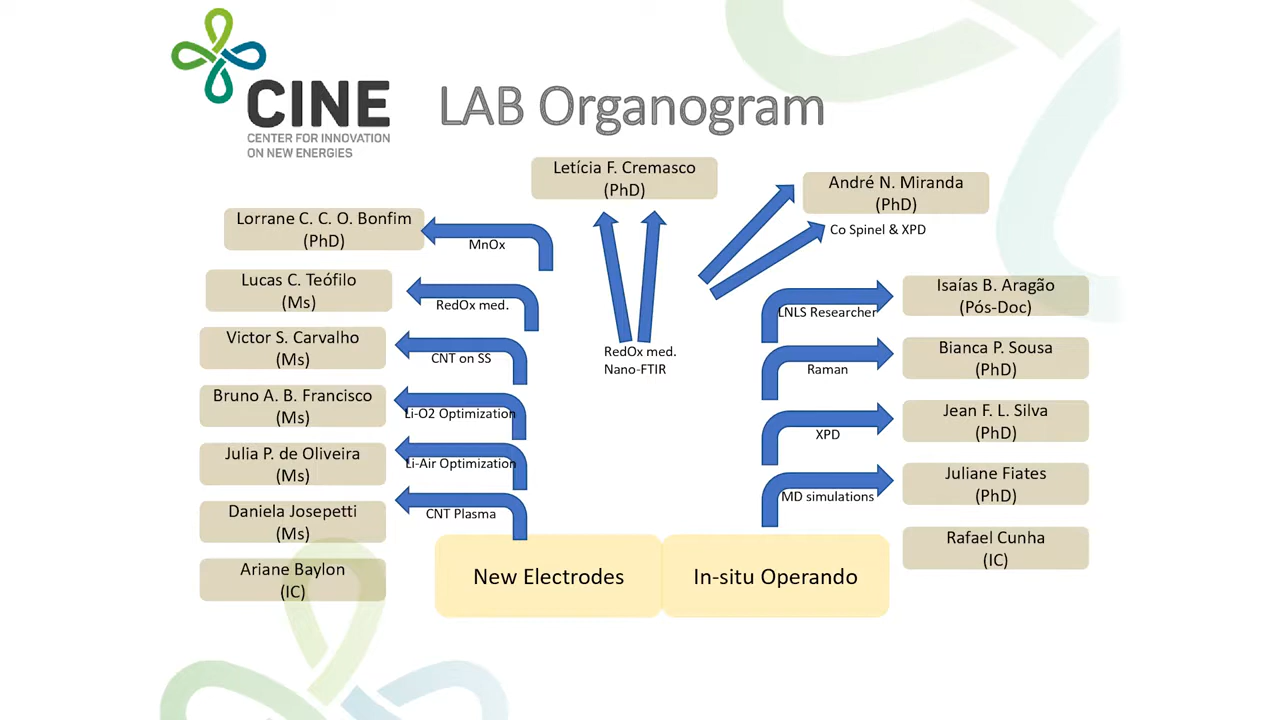 CINE
CENTER FOR INNOVATION
ON NEW ENERGIES
LAB Organogram
Letícia F. Cremasco
(PhD)
André N. Miranda
(PhD)
Co Spinel & XPD
Lorrane C. C. O. Bonfim
(PhD)
MnOx
Lucas C. Teófilo
(Ms)
RedOx med.
Victor S. Carvalho
(Ms)
CNT on SS
Bruno A. B. Francisco
(Ms)
Li-O2 Optimization
Julia P. de Oliveira
(Ms)
Li-Air Optimization
Daniela Josepetti
(Ms)
CNT Plasma
Ariane Baylon
(IC)
RedOx med.
Nano-FTIR
Isaías B. Aragão
(Pós-Doc)
LNLS Researcher
Bianca P. Sousa
(PhD)
Raman
Jean F. L. Silva
(PhD)
XPD
Juliane Fiates
(PhD)
MD simulations
Rafael Cunha
(IC)
New Electrodes
In-situ Operando